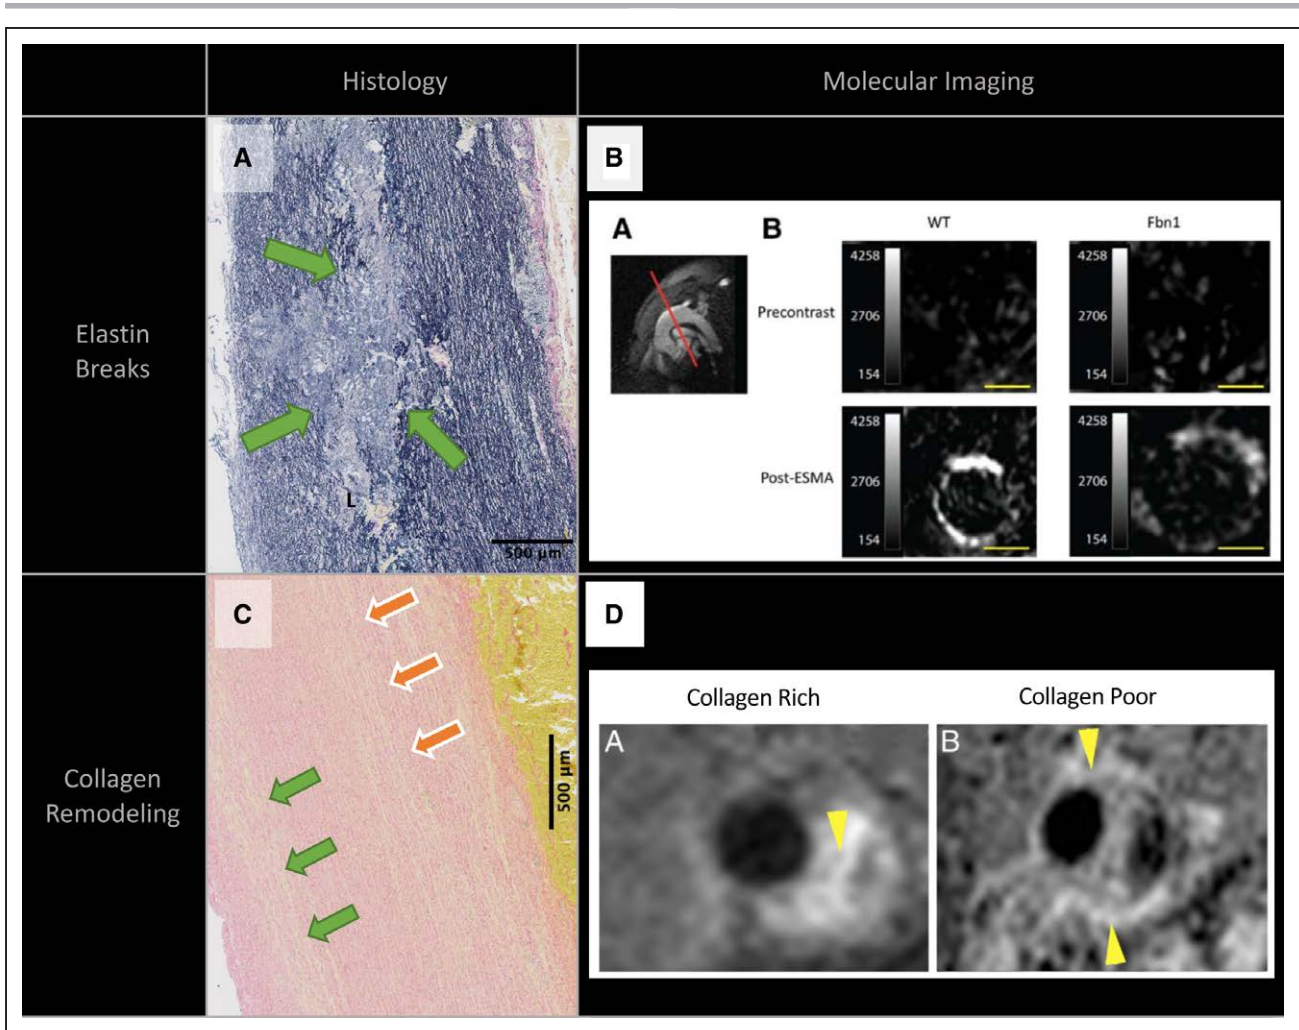 Histology
Molecular Imaging
Elastin
Breaks
A
L
500 µm
B
A
B
WT
Fbn1
Precontrast
4258
2706
154
4258
2706
154
Post-ESMA
4258
2706
154
4258
2706
154
Collagen
Remodeling
C
500 µm
D
Collagen Rich
Collagen Poor
A
B